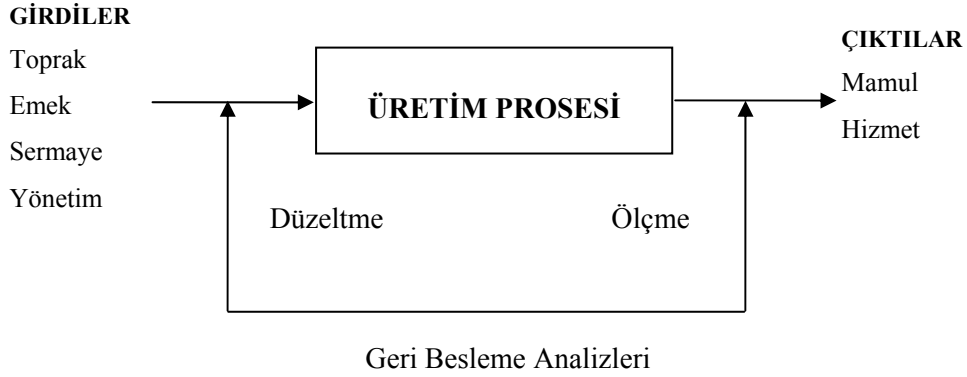 GİRDİLER
Toprak
Emek
Sermaye
Yönetim
ÜRETİM PROSESİ
ÇIKTILAR
Mamul
Hizmet
Düzeltme
Ölçme
Geri Besleme Analizleri